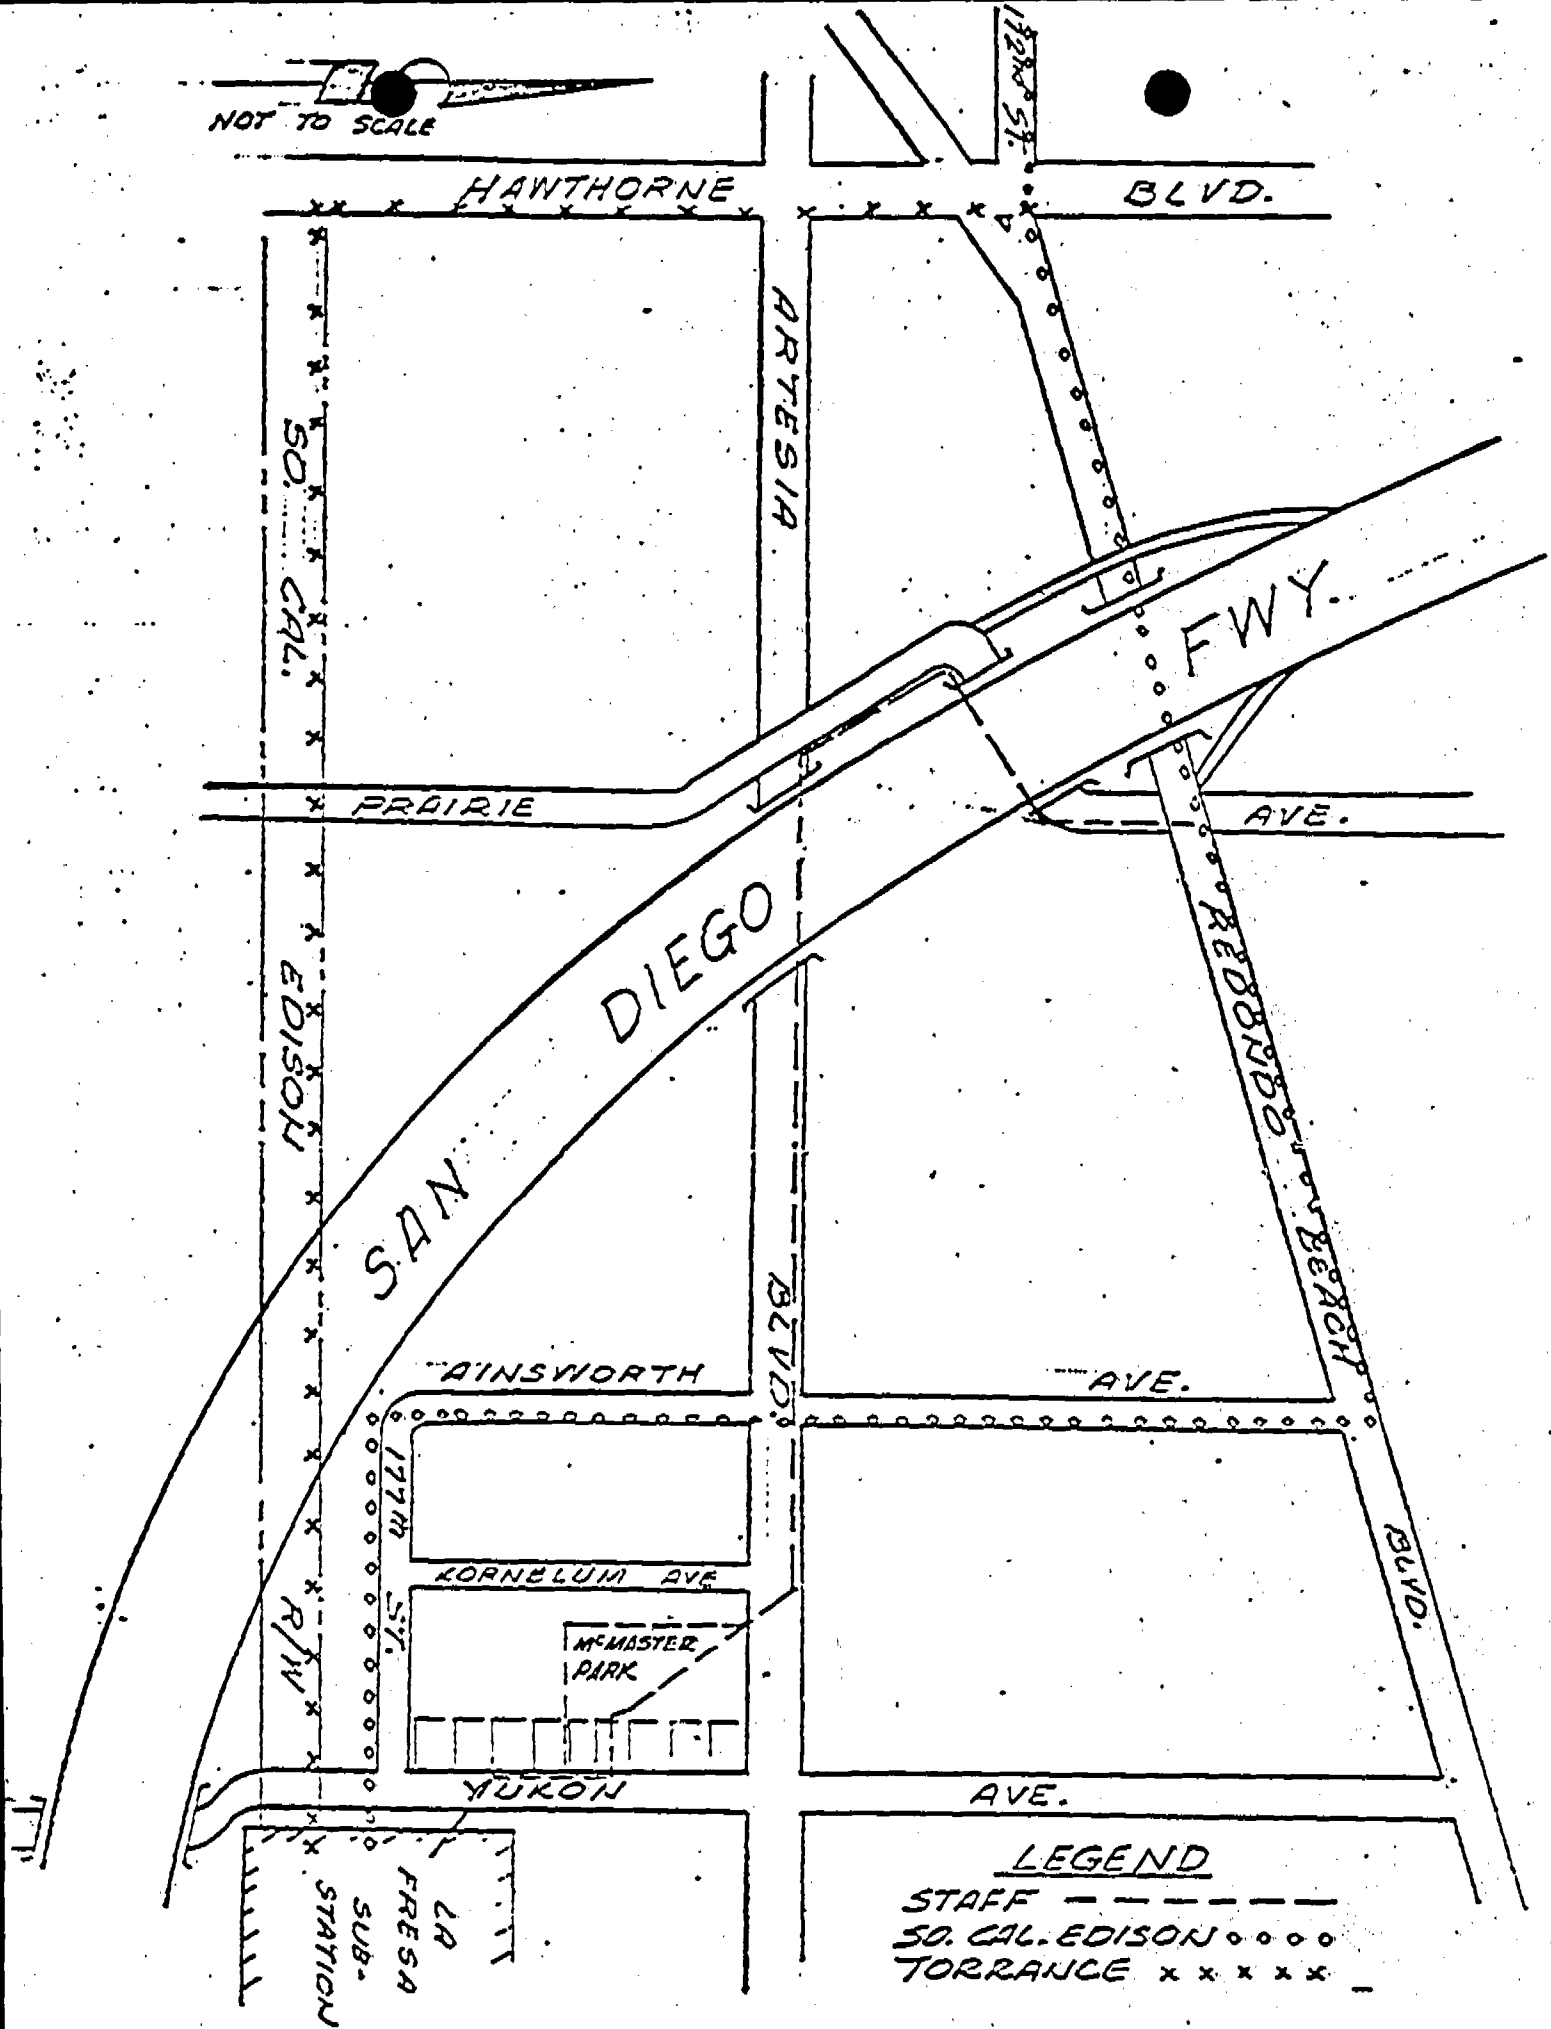 NOT TO SCALE
172ND ST.
HAWTHORNE BLVD.
ARTESIA BLVD.
SO. CAL. EDISON R/W
SAN DIEGO FWY.
PRAIRIE AVE.
REDONDO BEACH BLVD.
AINSWORTH AVE.
177TH ST.
KORNBLUM AVE
MCMASTER
PARK
YUKON AVE.
LA
FRESA
SUB-
STATION
LEGEND
STAFF
SO. CAL. EDISON
TORRANCE